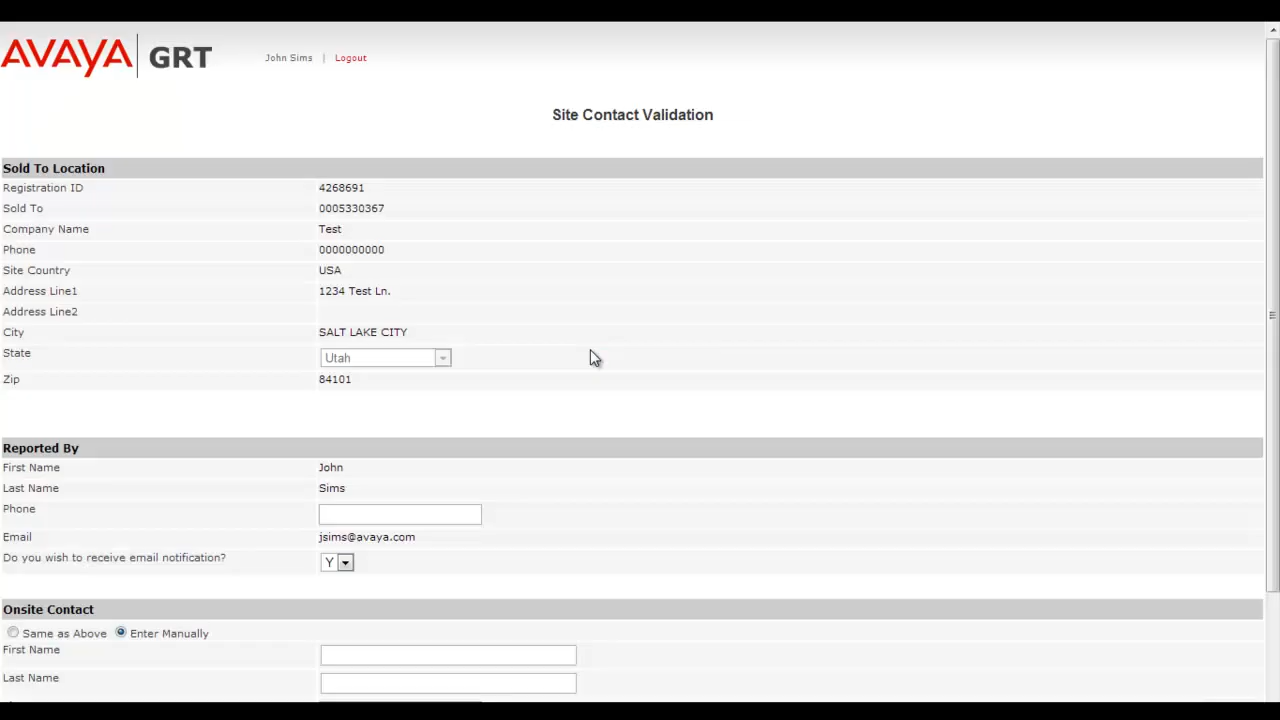 AVAYA GRT John Sims | Logout
Site Contact Validation
Sold To Location
Registration ID 4268691
Sold To 0005330367
Company Name Test
Phone 0000000000
Site Country USA
Address Line1 1234 Test Ln.
Address Line2
City SALT LAKE CITY
State Utah
Zip 84101
Reported By
First Name John
Last Name Sims
Phone
Email jsims@avaya.com
Do you wish to receive email notification? Y
Onsite Contact
Same as Above Enter Manually
First Name
Last Name